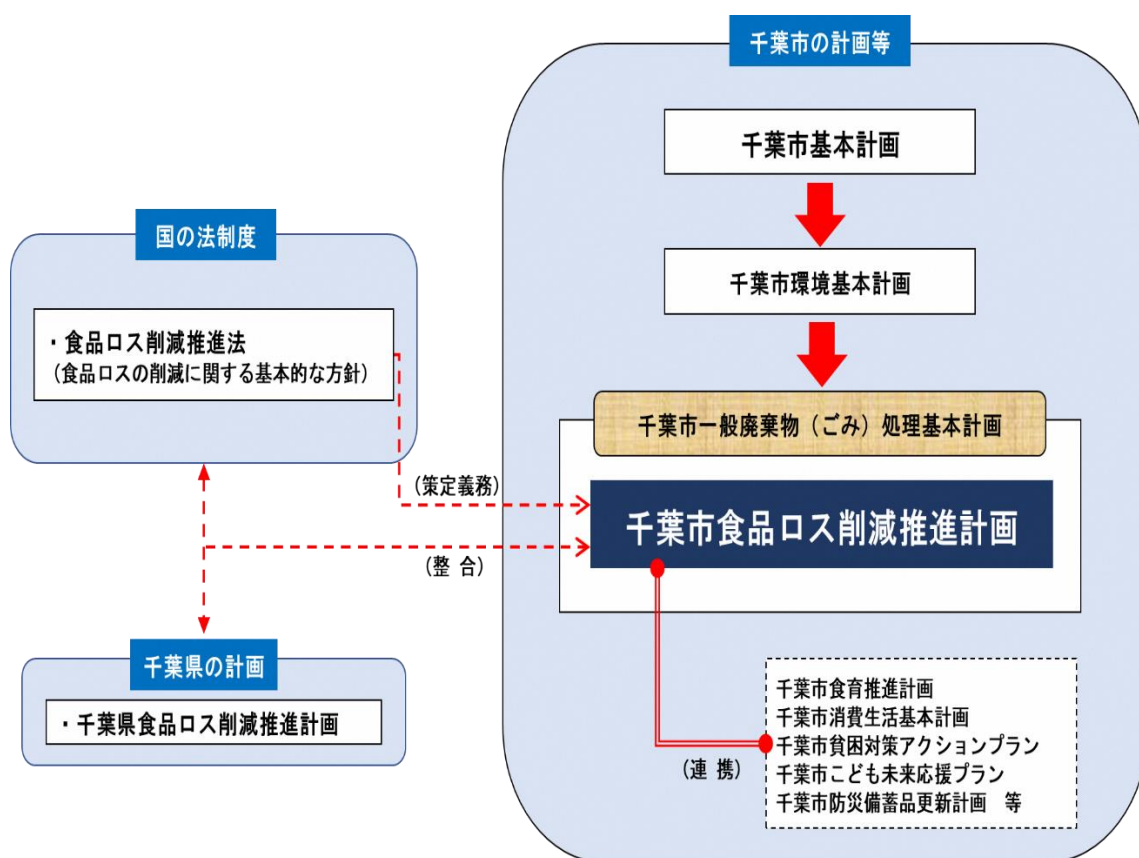 千葉市の計画等
千葉市基本計画
千葉市環境基本計画
千葉市一般廃棄物（ごみ）処理基本計画
千葉市食品ロス削減推進計画
国の法制度
・食品ロス削減推進法
（食品ロスの削減に関する基本的な方針）
（策定義務）
（整 合）
千葉県の計画
・千葉県食品ロス削減推進計画
（連 携）
千葉市食育推進計画
千葉市消費生活基本計画
千葉市貧困対策アクションプラン
千葉市こども未来応援プラン
千葉市防災備蓄品更新計画　等